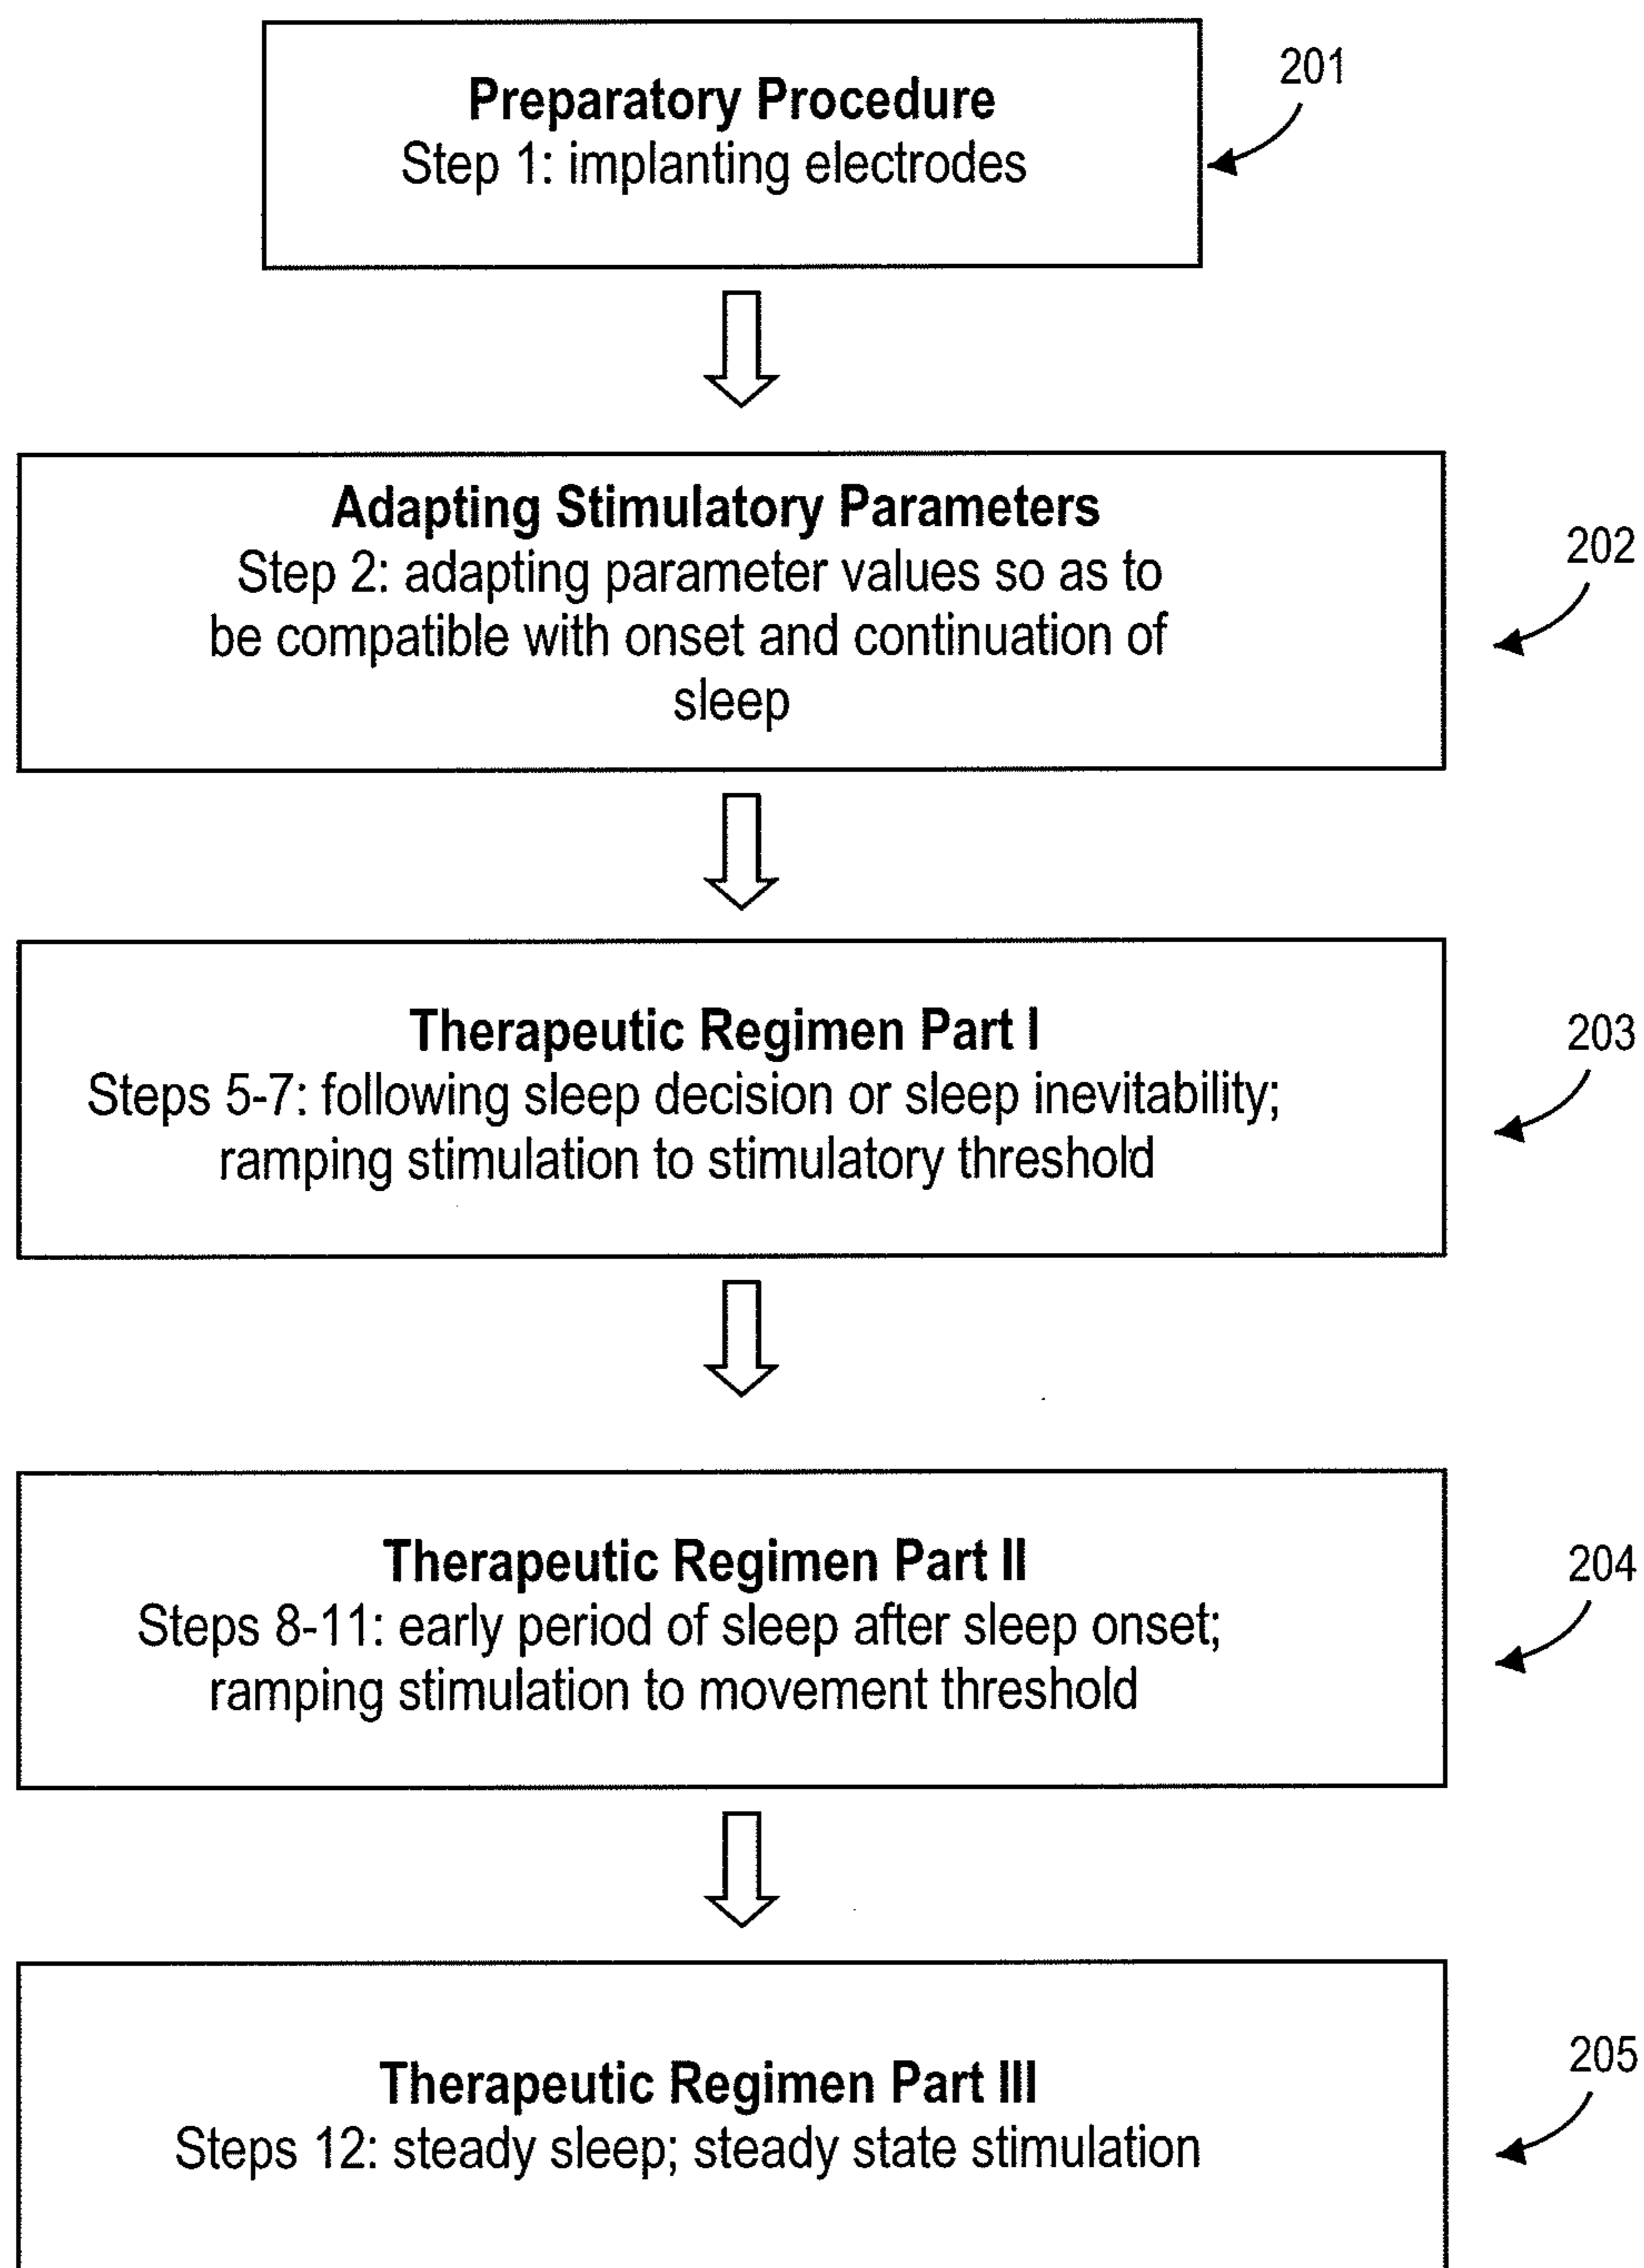 Preparatory Procedure
Step 1: implanting electrodes
201
Adapting Stimulatory Parameters
Step 2: adapting parameter values so as to
be compatible with onset and continuation of
sleep
202
Therapeutic Regimen Part I
Steps 5-7: following sleep decision or sleep inevitability;
ramping stimulation to stimulatory threshold
203
Therapeutic Regimen Part II
Steps 8-11: early period of sleep after sleep onset;
ramping stimulation to movement threshold
204
Therapeutic Regimen Part III
Steps 12: steady sleep; steady state stimulation
205